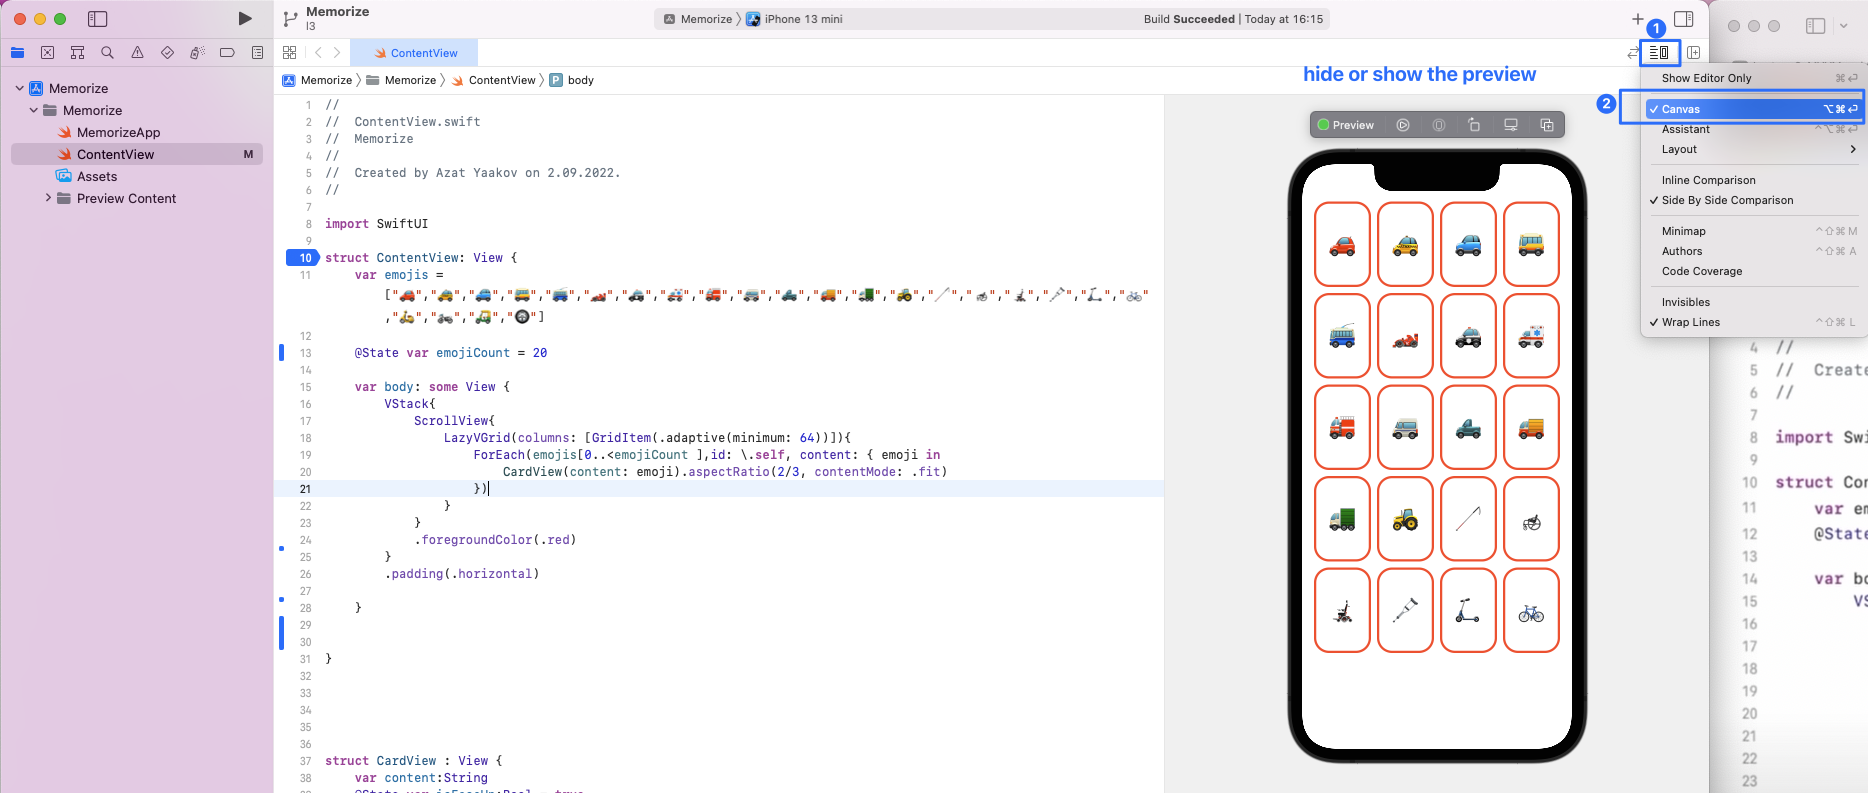 Memorize
l3
Memorize 〉 iPhone 13 mini
Build Succeeded | Today at 16:15
ContentView
Memorize 〉 Memorize 〉 ContentView 〉 P body
hide or show the preview
1
2
Memorize
Memorize
MemorizeApp
ContentView M
Assets
Preview Content
1 //
2 //  ContentView.swift
3 //  Memorize
4 //
5 //  Created by Azat Yaakov on 2.09.2022.
6 //
7
8 import SwiftUI
9
10 struct ContentView: View {
11     var emojis =
["🚗","🚕","🚙","🚌","🚎","🏎","🚓","🚑","🚒","🚐","🛻","🚚","🚛","🚜","🦯","🦽","🦼","🩼","🛴","🚲"
,"🛵","🏍","🛺","🛞"]
12
13     @State var emojiCount = 20
14
15     var body: some View {
16         VStack{
17             ScrollView{
18                 LazyVGrid(columns: [GridItem(.adaptive(minimum: 64))]){
19                     ForEach(emojis[0..<emojiCount ],id: \.self, content: { emoji in
20                         CardView(content: emoji).aspectRatio(2/3, contentMode: .fit)
21                     })
22                 }
23             }
24             .foregroundColor(.red)
25         }
26         .padding(.horizontal)
27
28     }
29
30
31 }
32
33
34
35
36
37 struct CardView : View {
38     var content:String
Preview
Show Editor Only ⌘⏎
✓ Canvas ⌥⌘⏎
Assistant ^⌥⌘⏎
Layout
Inline Comparison
✓ Side By Side Comparison
Minimap ^⇧⌘M
Authors ^⇧⌘A
Code Coverage
Invisibles
✓ Wrap Lines ^⇧⌘L
4 //
5 //  Create
6 //
7
8 import Swi
9
10 struct Con
11     var em
12     @State
13
14     var bo
15         VS
16
17
18
19
20
21
22
23